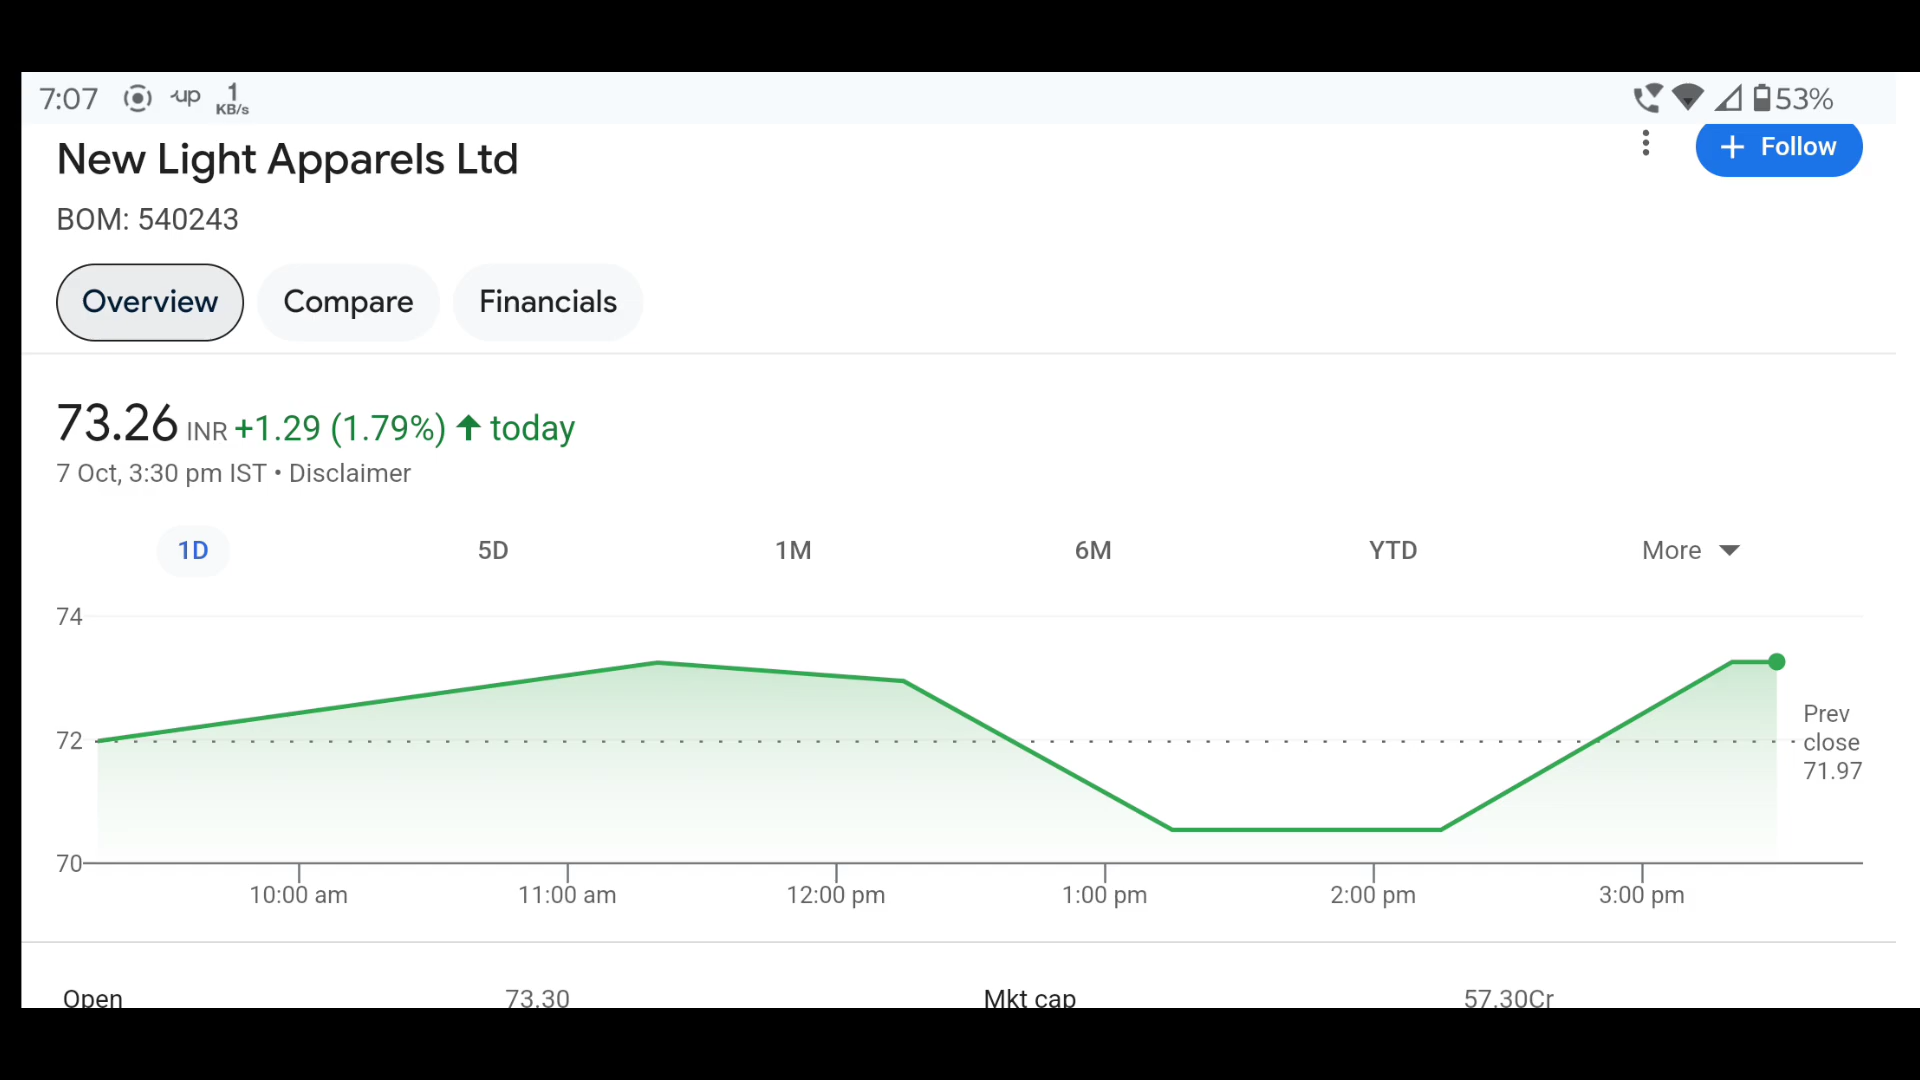 7:07 up 1 KB/s 53%
New Light Apparels Ltd
+ Follow
BOM: 540243
Overview Compare Financials
73.26 INR +1.29 (1.79%) ↑ today
7 Oct, 3:30 pm IST • Disclaimer
1D 5D 1M 6M YTD More
74
72
70
Prev
close
71.97
10:00 am 11:00 am 12:00 pm 1:00 pm 2:00 pm 3:00 pm
Open 73.30 Mkt cap 57.30Cr